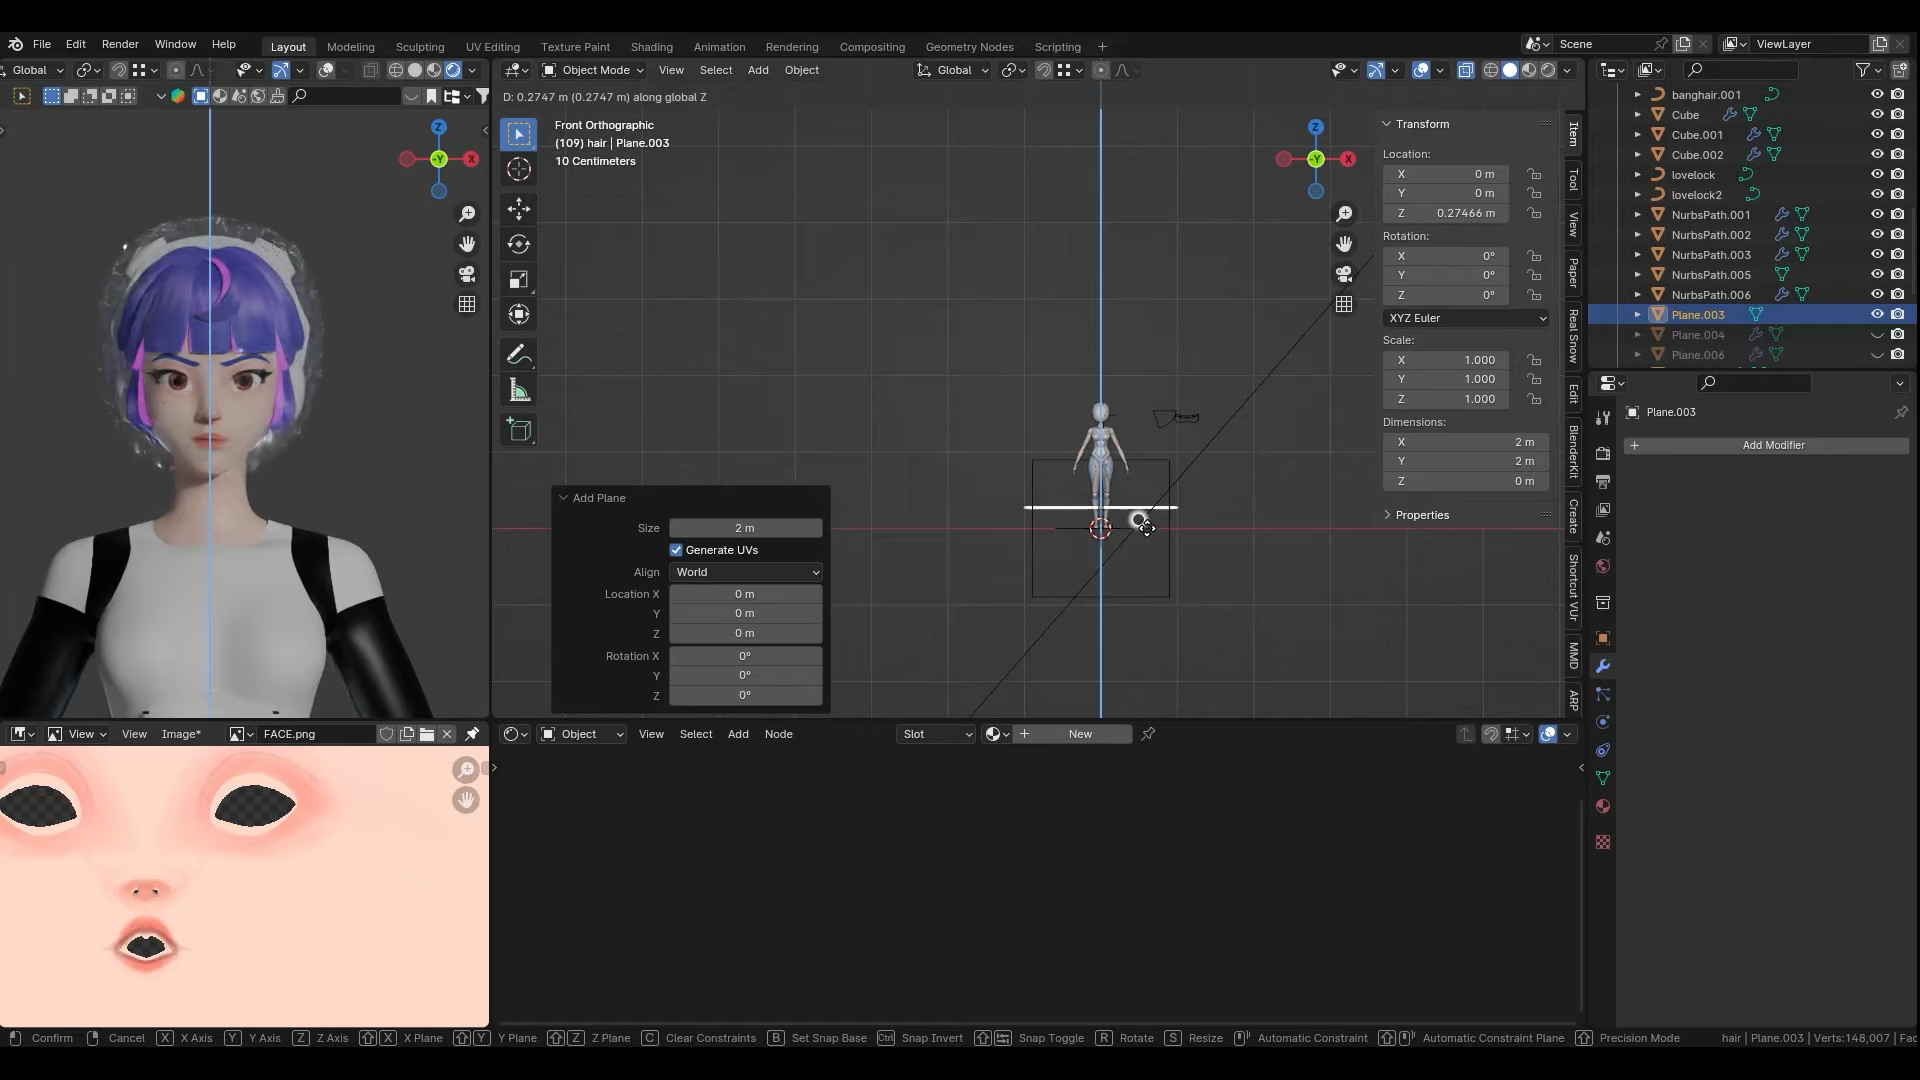 File Edit Render Window Help Layout Modeling Sculpting UV Editing Texture Paint Shading Animation Rendering Compositing Geometry Nodes Scripting + Scene ViewLayer
Global Object Mode View Select Add Object Global
D: 0.2747 m (0.2747 m) along global Z
Front Orthographic
(109) hair | Plane.003
10 Centimeters
Z
-Y X
Z
-Y X
Transform
Location:
X 0 m
Y 0 m
Z 0.27466 m
Rotation:
X 0°
Y 0°
Z 0°
XYZ Euler
Scale:
X 1.000
Y 1.000
Z 1.000
Dimensions:
X 2 m
Y 2 m
Z 0 m
Properties
Item
Tool
View
Paper
Real Snow
Edit
BlenderKit
Create
Shortcut VUr
MMD
ARP
banghair.001
Cube
Cube.001
Cube.002
lovelock
lovelock2
NurbsPath.001
NurbsPath.002
NurbsPath.003
NurbsPath.005
NurbsPath.006
Plane.003
Plane.004
Plane.006
Plane.003
+ Add Modifier
Add Plane
Size 2 m
Generate UVs
Align World
Location X 0 m
Y 0 m
Z 0 m
Rotation X 0°
Y 0°
Z 0°
View View Image* FACE.png
Object View Select Add Node Slot + New
Confirm Cancel X X Axis Y Y Axis Z Z Axis X X Plane Y Y Plane Z Z Plane C Clear Constraints B Set Snap Base Ctrl Snap Invert Snap Toggle R Rotate S Resize Automatic Constraint Automatic Constraint Plane Precision Mode hair | Plane.003 | Verts:148,007 | Fac